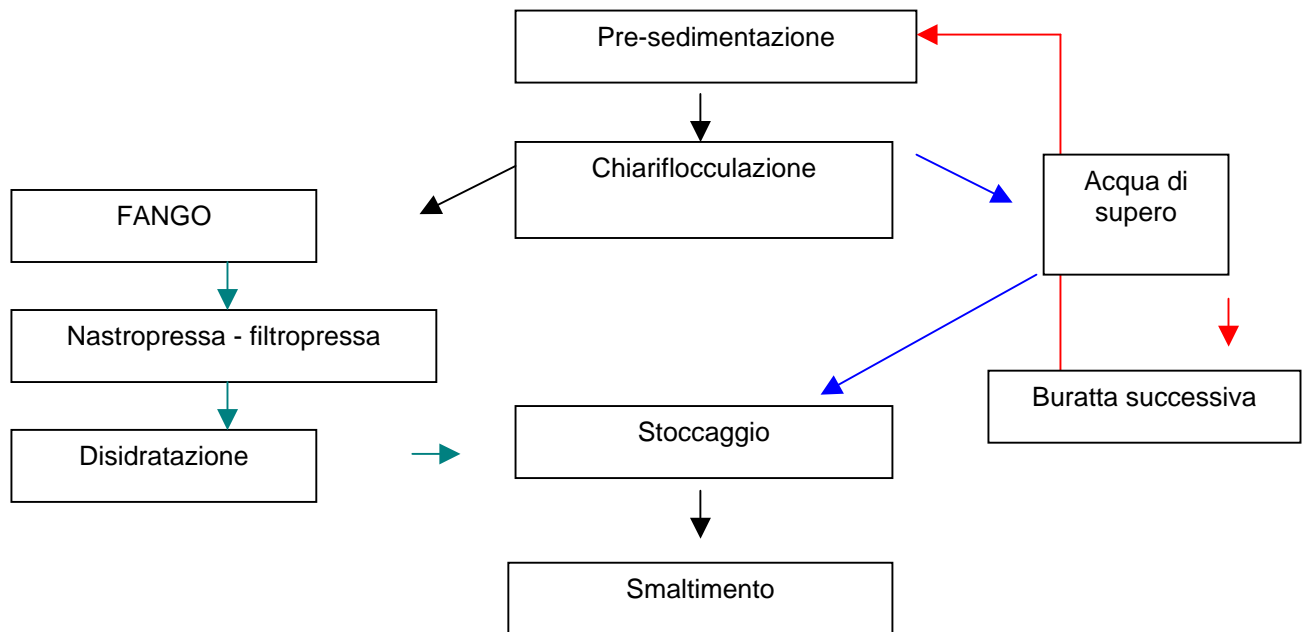 Pre-sedimentazione
Chiariflocculazione
Acqua di
supero
FANGO
Nastropressa - filtropressa
Buratta successiva
Stoccaggio
Disidratazione
Smaltimento